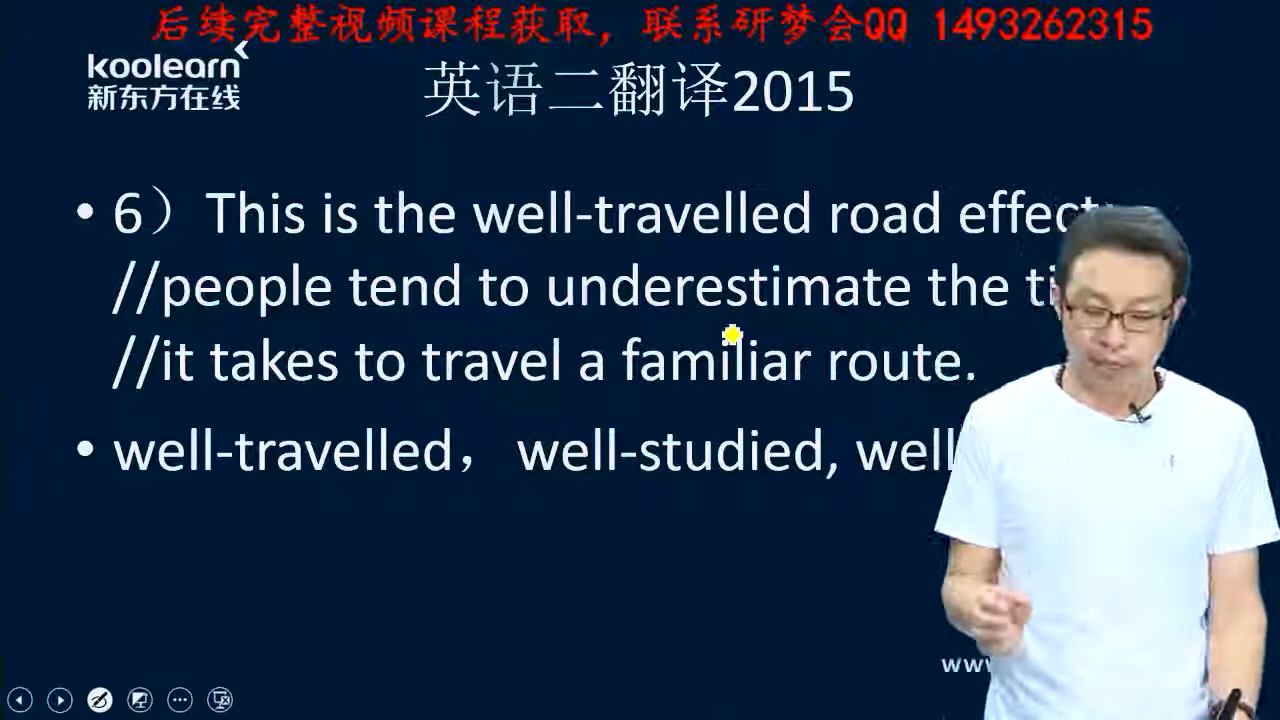 后续完整视频课程获取，联系研梦会QQ 1493262315
koolearn
新东方在线
英语二翻译2015
• 6）This is the well-travelled road effect
//people tend to underestimate the
//it takes to travel a familiar route.
• well-travelled， well-studied, well